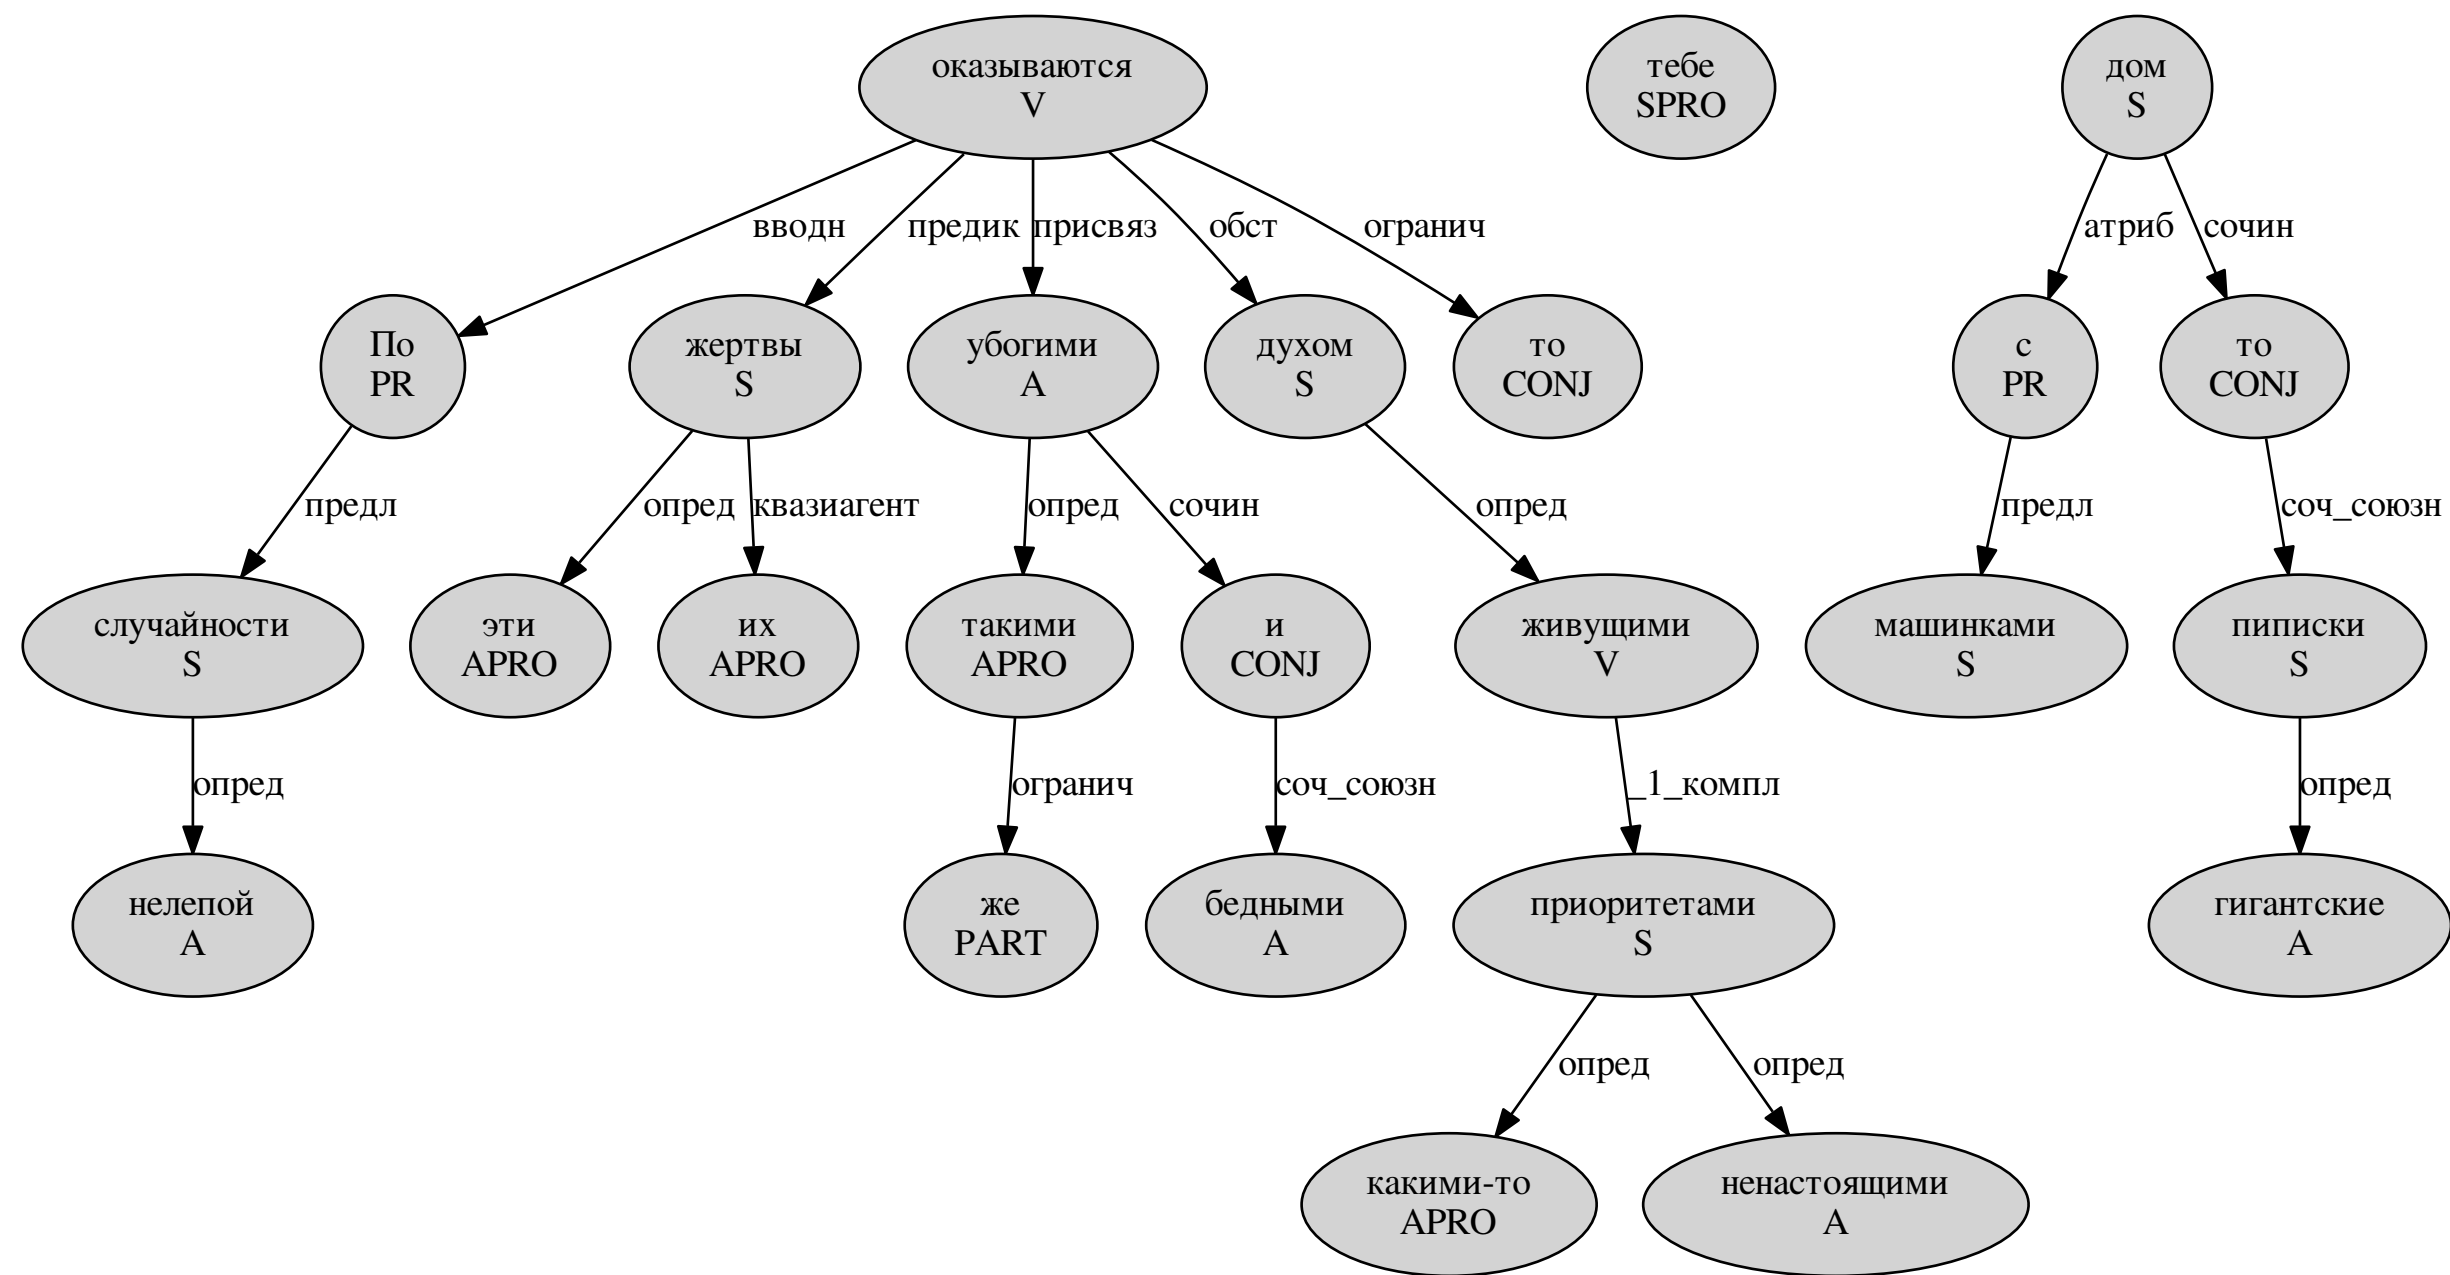 оказываются
V
тебе
SPRO
дом
S
вводн
предик
присвяз
обст
огранич
атриб
сочин
По
PR
жертвы
S
убогими
A
духом
S
то
CONJ
с
PR
то
CONJ
предл
опред
квазиагент
опред
сочин
опред
предл
соч_союзн
случайности
S
эти
APRO
их
APRO
такими
APRO
и
CONJ
живущими
V
машинками
S
пиписки
S
опред
огранич
соч_союзн
_1_компл
опред
нелепой
A
же
PART
бедными
A
приоритетами
S
гигантские
A
опред
опред
какими-то
APRO
ненастоящими
A